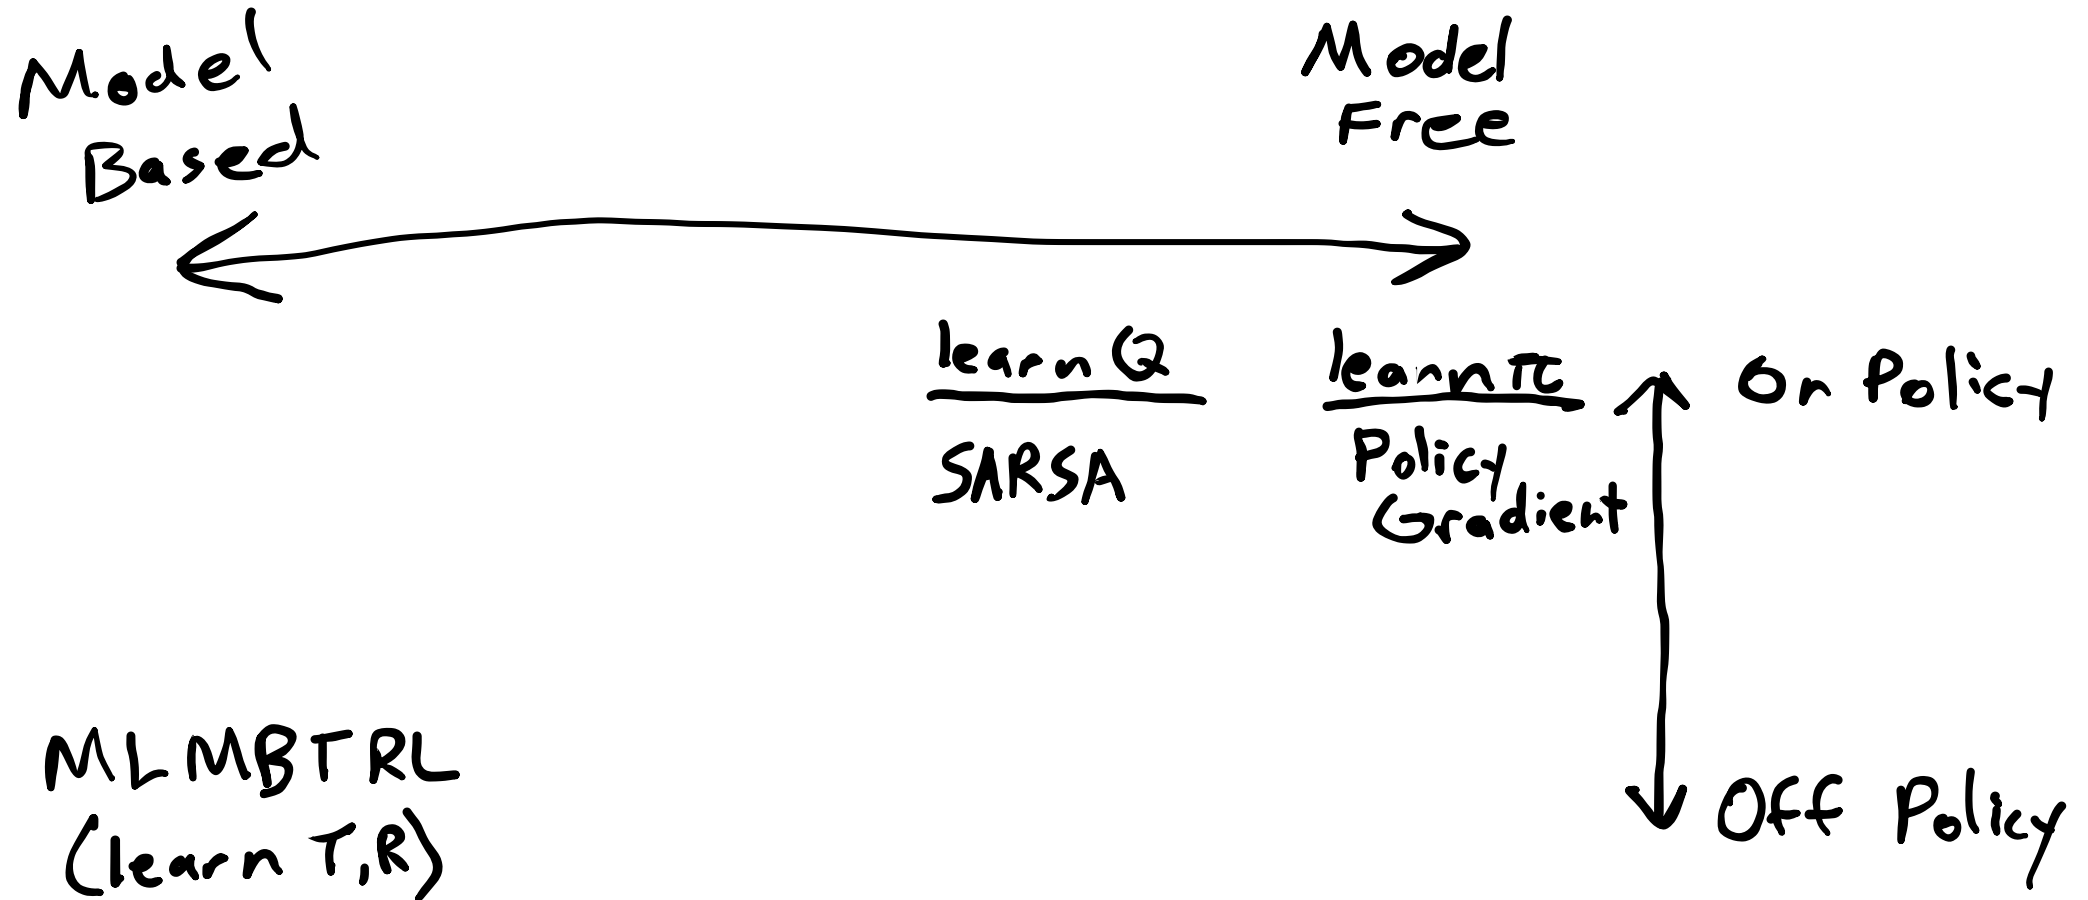 Model
Based
Model
Free
learn Q
SARSA
learn π
Policy
Gradient
On Policy
Off Policy
MLMBTRL
(learn T,R)